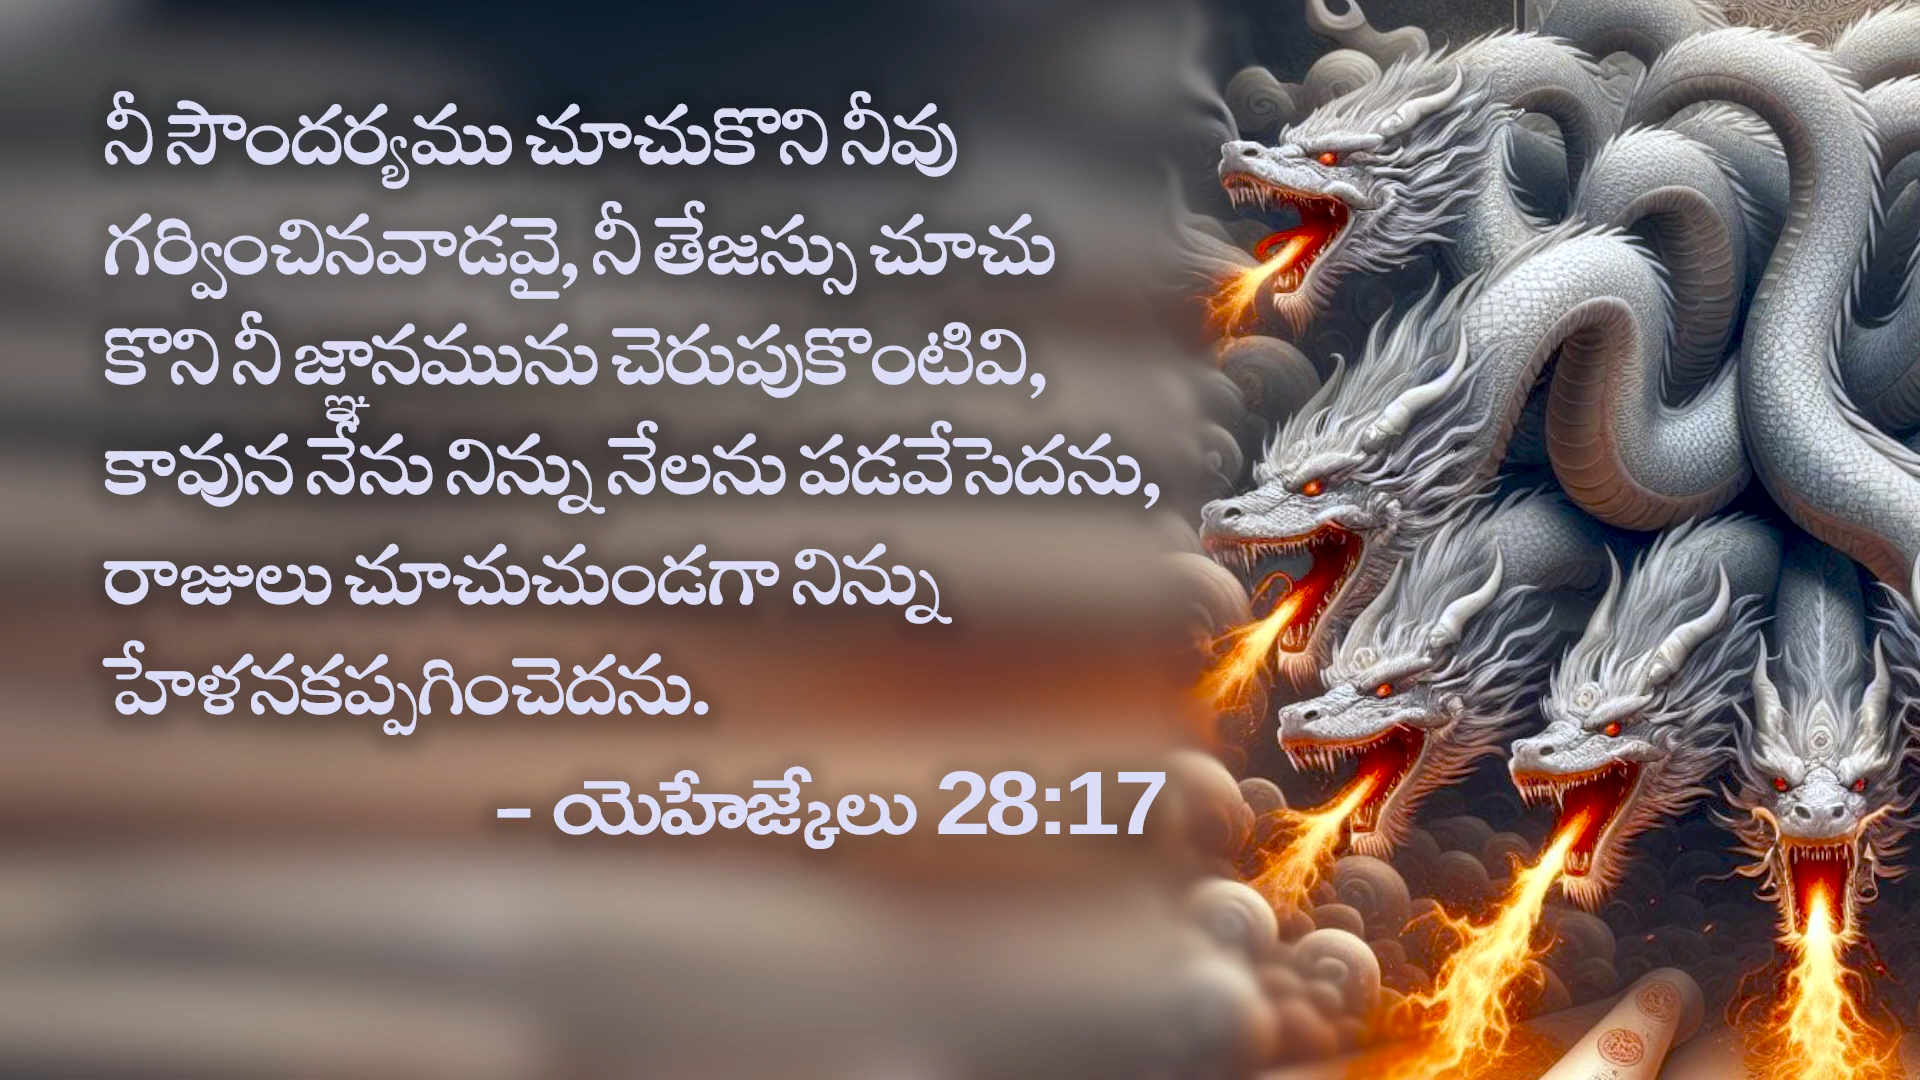 నీ సౌందర్యము చూచుకొని నీవు
గర్వించినవాడవై, నీ తేజస్సు చూచు
కొని నీ జ్ఞానమును చెరుపుకొంటివి,
కావున నేను నిన్ను నేలను పడవేసెదను,
రాజులు చూచుచుండగా నిన్ను
హేళనకప్పగించెదను.
- యెహేజ్కేలు 28:17